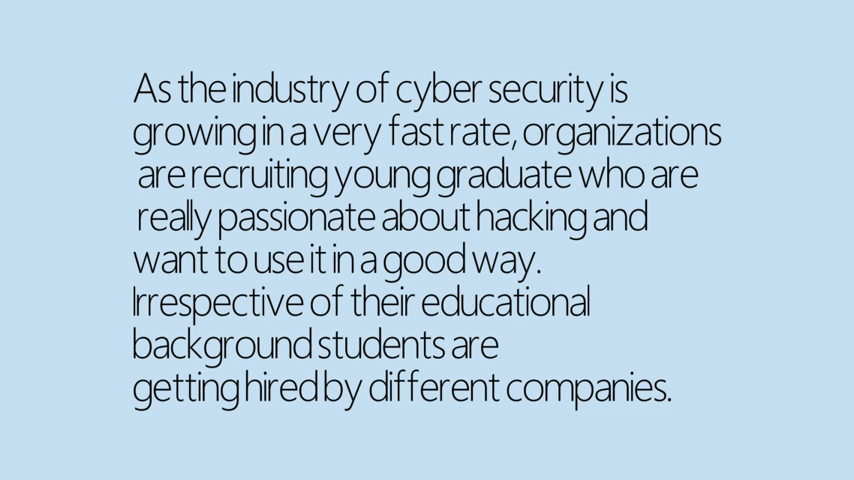 As the industry of cyber security is
growing in a very fast rate, organizations
are recruiting young graduate who are
really passionate about hacking and
want to use it in a good way.
Irrespective of their educational
background students are
getting hired by different companies.